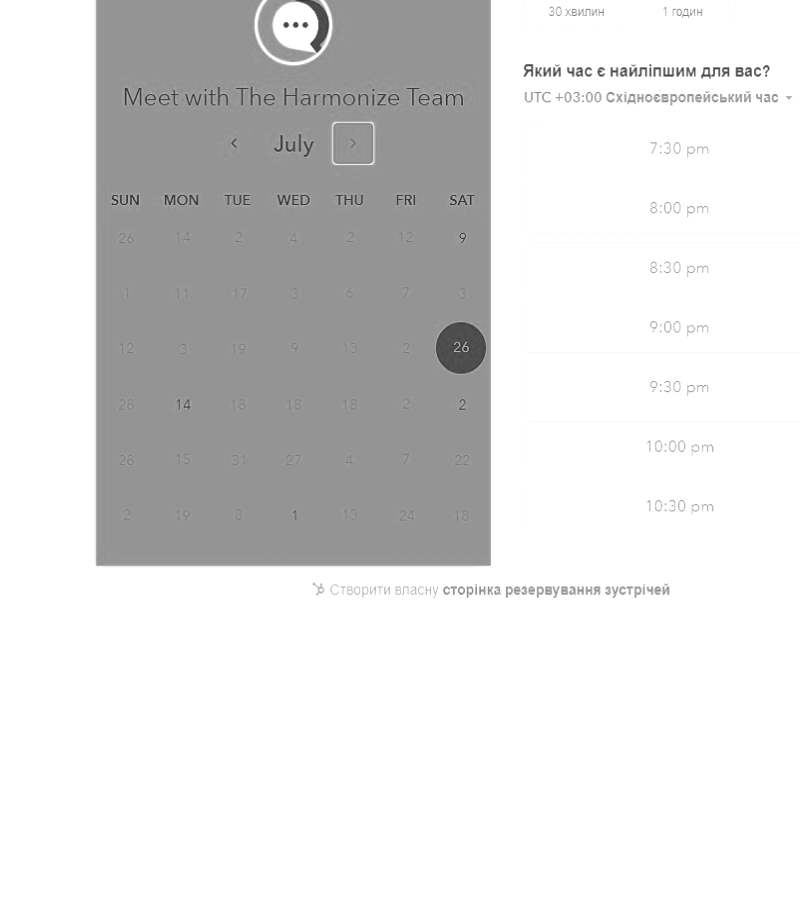 30 хвилин 1 годин
Meet with The Harmonize Team
July
SUN MON TUE WED THU FRI SAT
26 14 2 4 2 12 9
1 11 17 3 6 7 3
12 3 19 9 13 2 26
28 14 18 18 18 2 2
28 15 31 27 4 7 22
2 19 8 1 13 24 18
Який час є найліпшим для вас?
UTC +03:00 Східноєвропейський час
7:30 pm
8:00 pm
8:30 pm
9:00 pm
9:30 pm
10:00 pm
10:30 pm
Створити власну сторінка резервування зустрічей